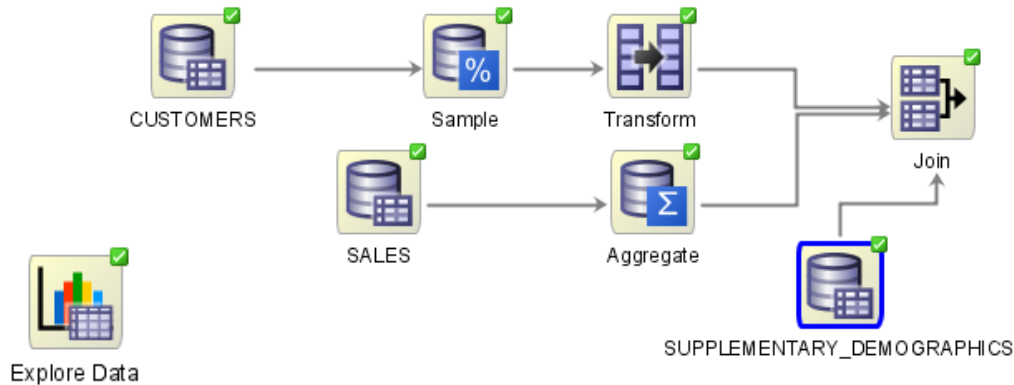 %
CUSTOMERS
Sample
Transform
Join
Σ
SALES
Aggregate
SUPPLEMENTARY_DEMOGRAPHICS
Explore Data